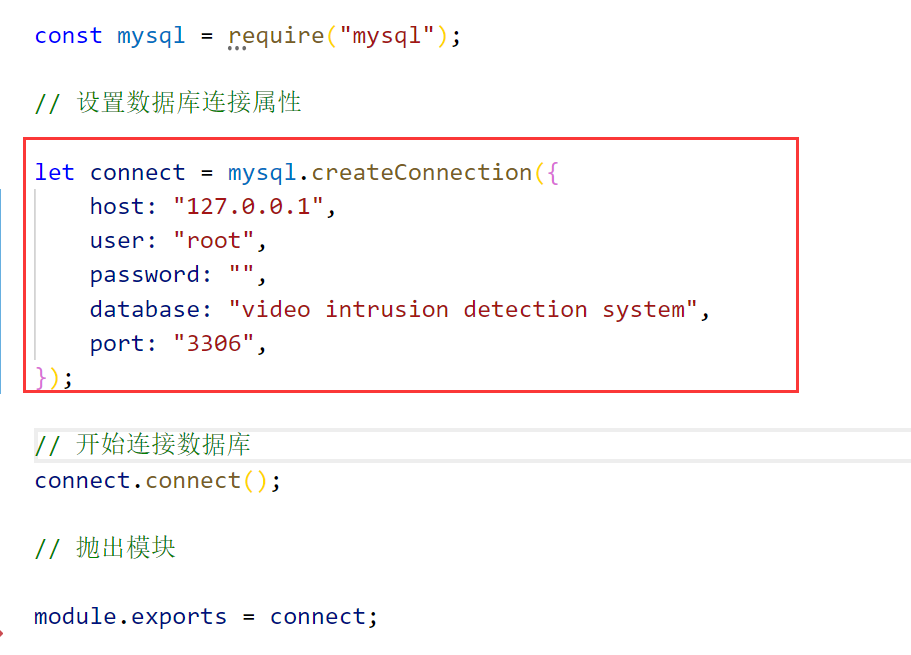 const mysql = require("mysql");
// 设置数据库连接属性
let connect = mysql.createConnection({
    host: "127.0.0.1",
    user: "root",
    password: "",
    database: "video intrusion detection system",
    port: "3306",
});
// 开始连接数据库
connect.connect();
// 抛出模块
module.exports = connect;